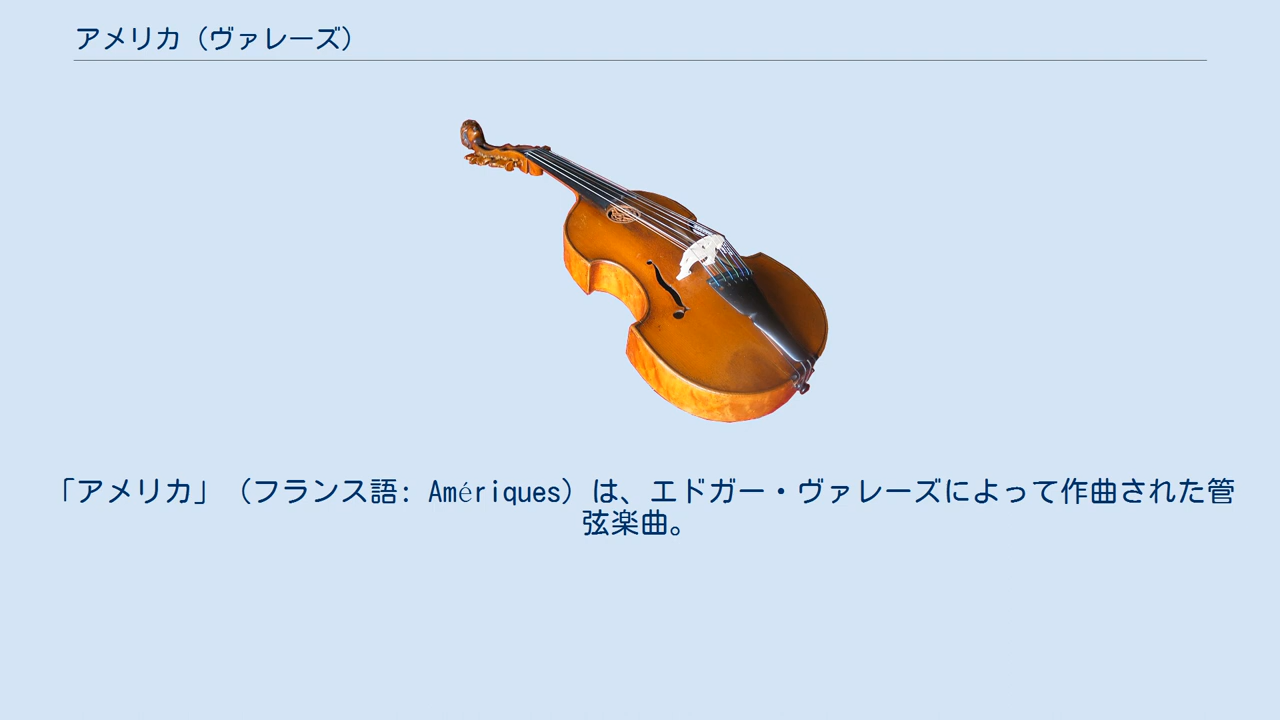 アメリカ（ヴァレーズ）
「アメリカ」（フランス語: Amériques）は、エドガー・ヴァレーズによって作曲された管
弦楽曲。